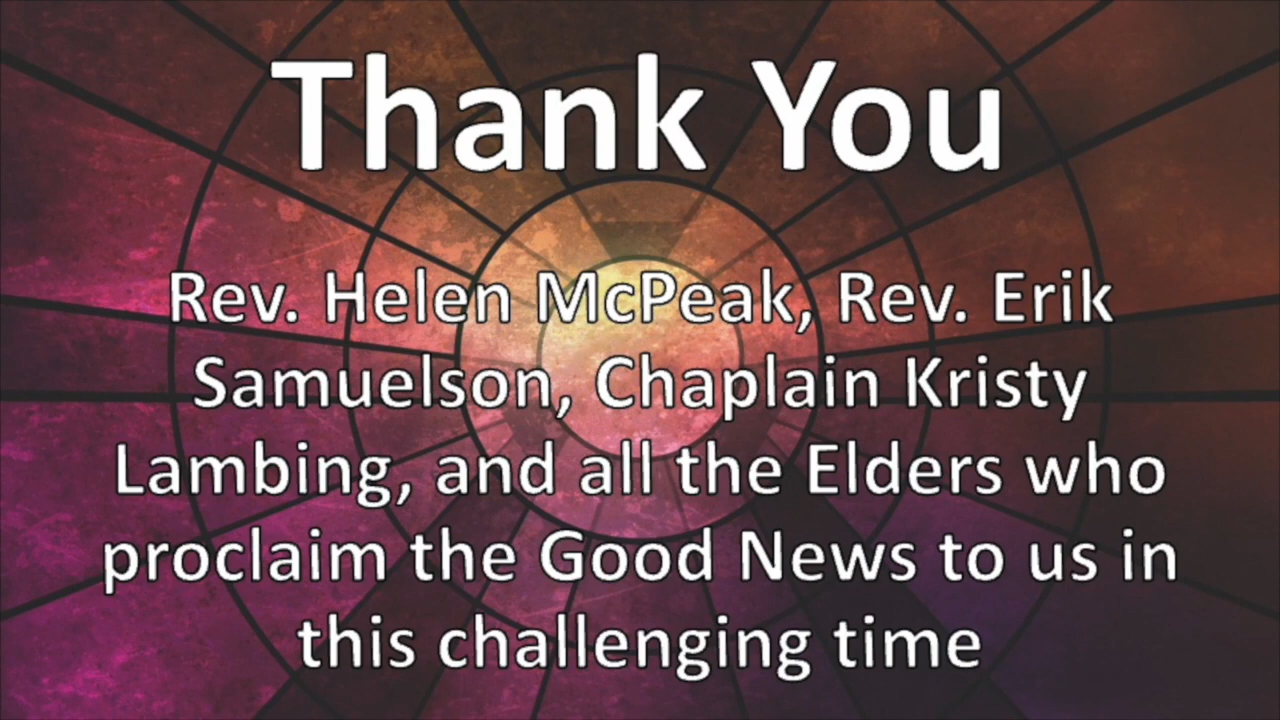 Thank You
Rev. Helen McPeak, Rev. Erik
Samuelson, Chaplain Kristy
Lambing, and all the Elders who
proclaim the Good News to us in
this challenging time